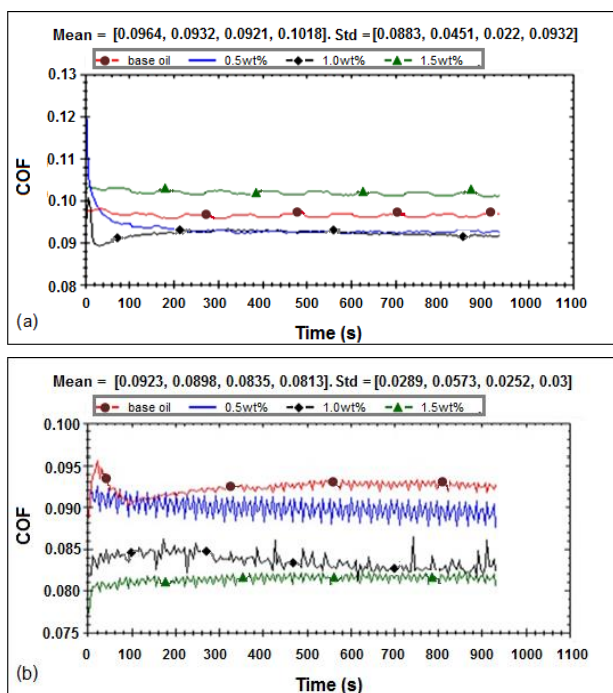 Mean = [0.0964, 0.0932, 0.0921, 0.1018]. Std = [0.0883, 0.0451, 0.022, 0.0932]
base oil 0.5wt% 1.0wt% 1.5wt%
0.13
0.12
0.11
0.10
0.09
0.08
COF
0 100 200 300 400 500 600 700 800 900 1000 1100
Time (s)
(a)
Mean = [0.0923, 0.0898, 0.0835, 0.0813]. Std = [0.0289, 0.0573, 0.0252, 0.03]
base oil 0.5wt% 1.0wt% 1.5wt%
0.100
0.095
0.090
0.085
0.080
0.075
COF
0 100 200 300 400 500 600 700 800 900 1000 1100
Time (s)
(b)